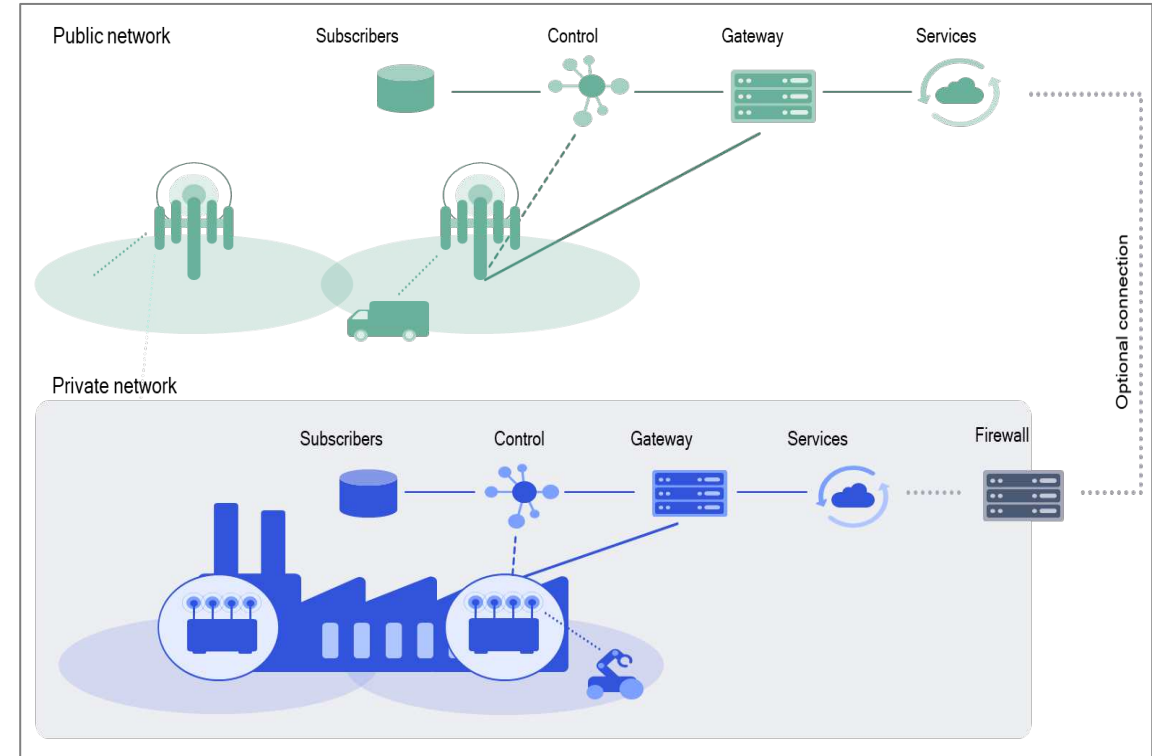 Public network
Subscribers
Control
Gateway
Services
Optional connection
Private network
Subscribers
Control
Gateway
Services
Firewall